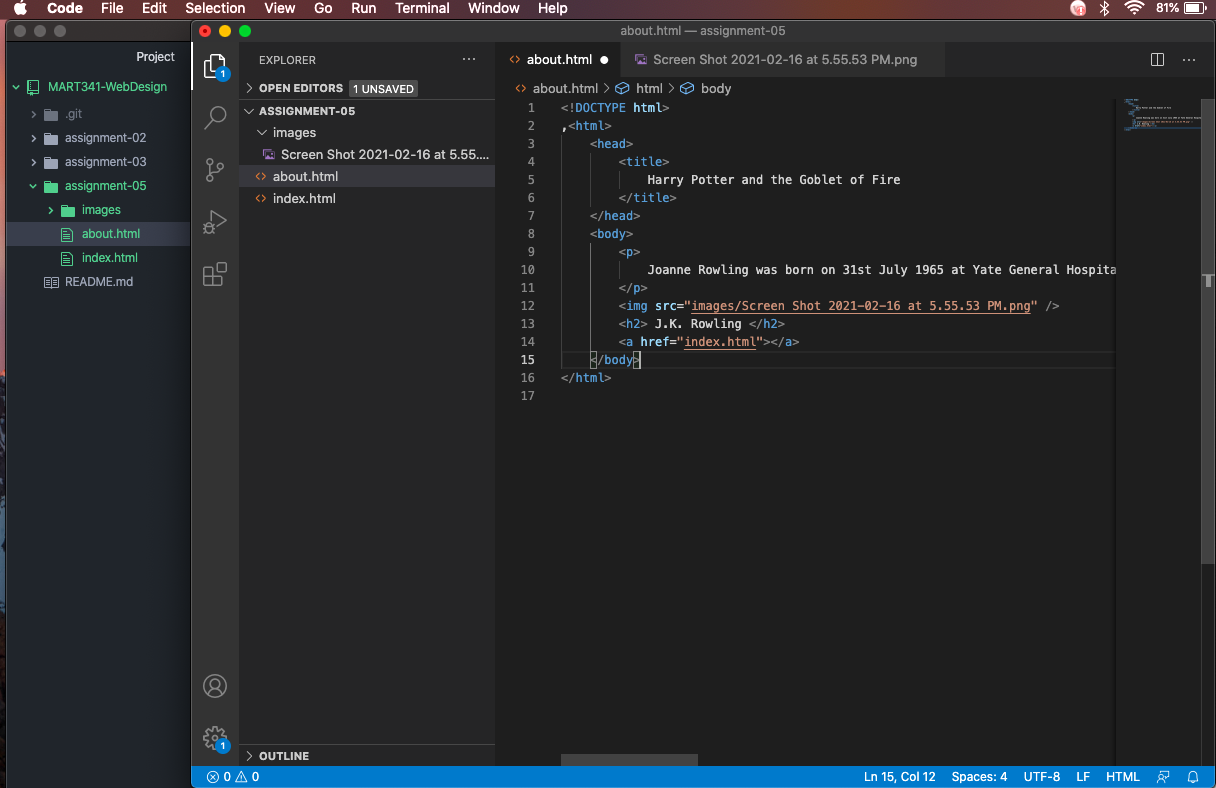 Code File Edit Selection View Go Run Terminal Window Help 81%
about.html — assignment-05
Project
MART341-WebDesign
.git
assignment-02
assignment-03
assignment-05
images
about.html
index.html
README.md
1
1
EXPLORER ...
OPEN EDITORS 1 UNSAVED
ASSIGNMENT-05
images
Screen Shot 2021-02-16 at 5.55....
about.html
index.html
OUTLINE
about.html Screen Shot 2021-02-16 at 5.55.53 PM.png ...
about.html > html > body
1 <!DOCTYPE html>
2 ,<html>
3 <head>
4 <title>
5 Harry Potter and the Goblet of Fire
6 </title>
7 </head>
8 <body>
9 <p>
10 Joanne Rowling was born on 31st July 1965 at Yate General Hospita
11 </p>
12 <img src="images/Screen Shot 2021-02-16 at 5.55.53 PM.png" />
13 <h2> J.K. Rowling </h2>
14 <a href="index.html"></a>
15 </body>
16 </html>
17
0 0 Ln 15, Col 12 Spaces: 4 UTF-8 LF HTML